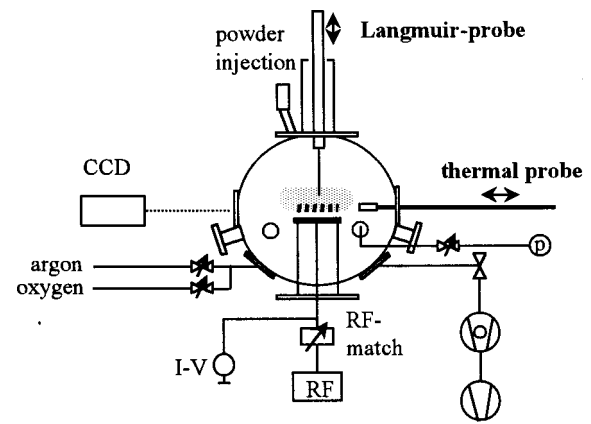 powder
injection
Langmuir-probe
CCD
thermal probe
argon
oxygen
p
RF-
match
I-V
RF